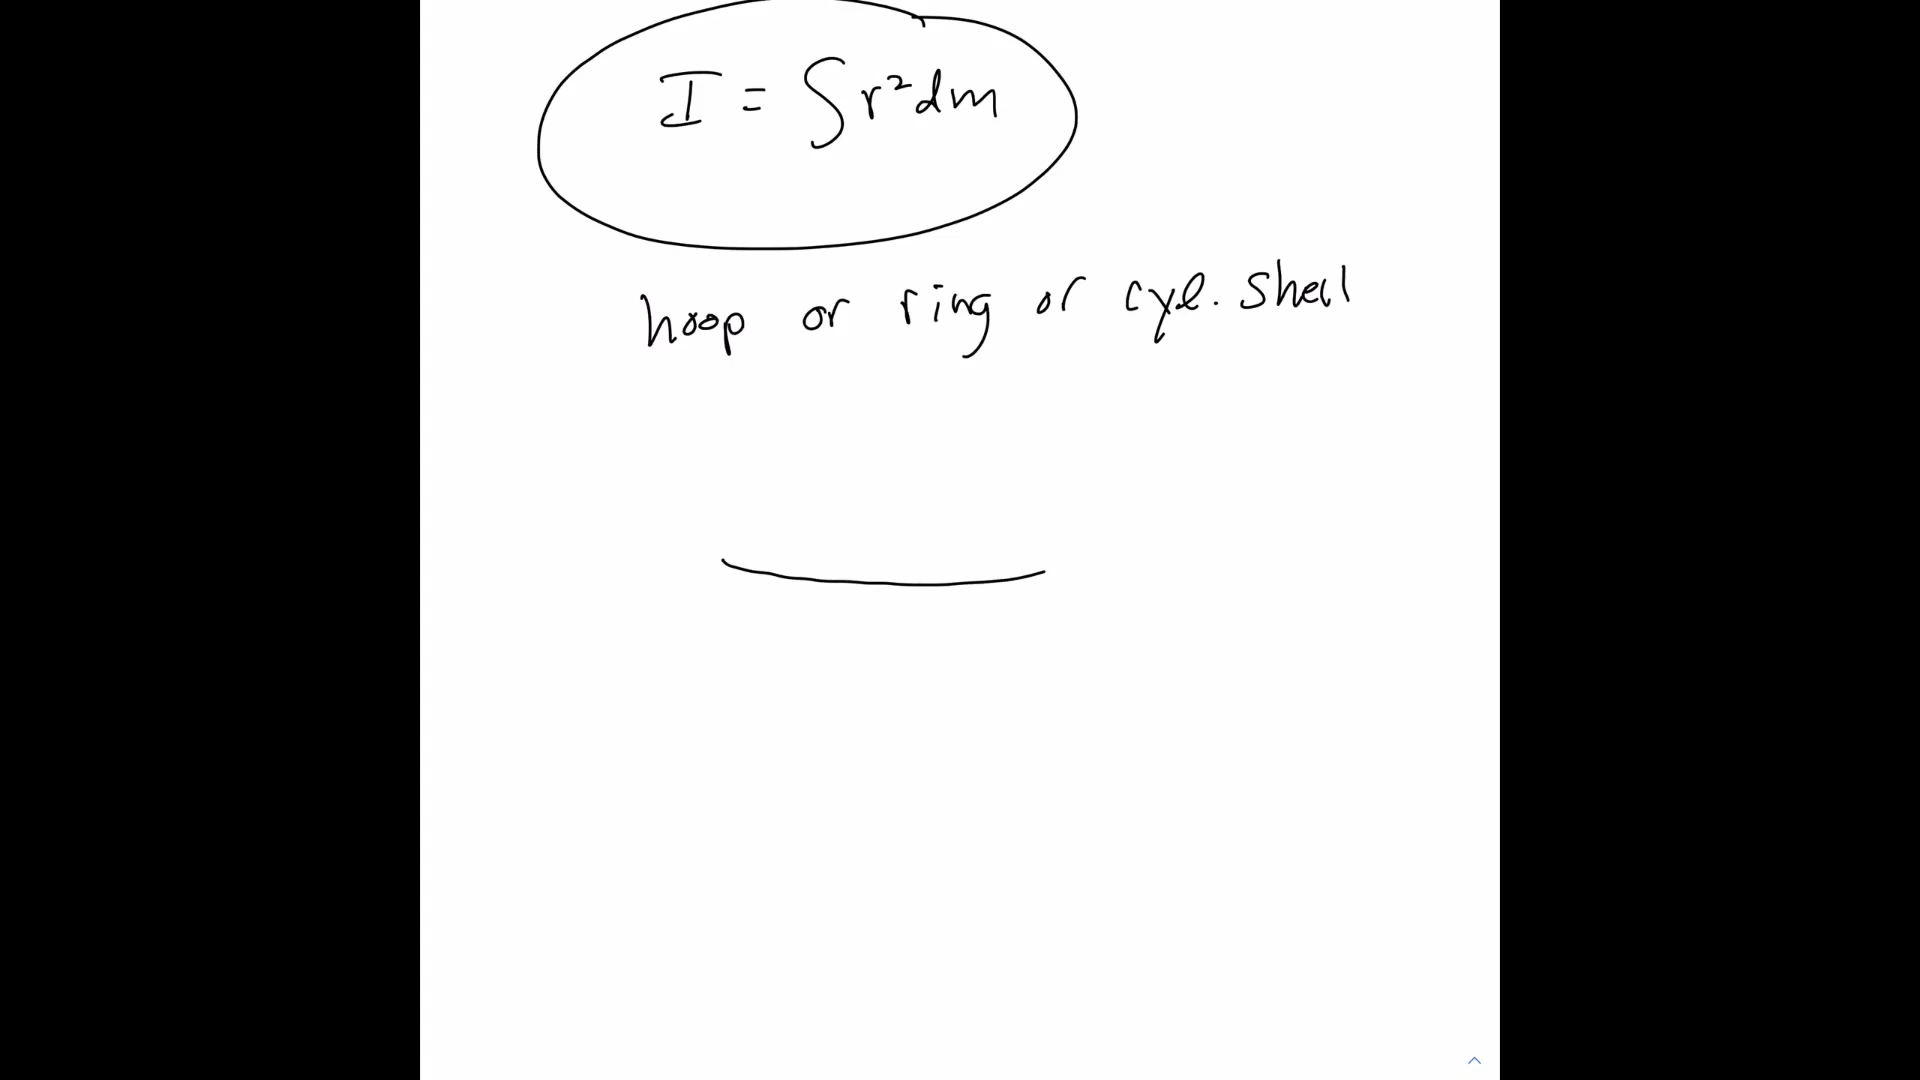 I = ∫r²dm
hoop or ring or cyl. shell